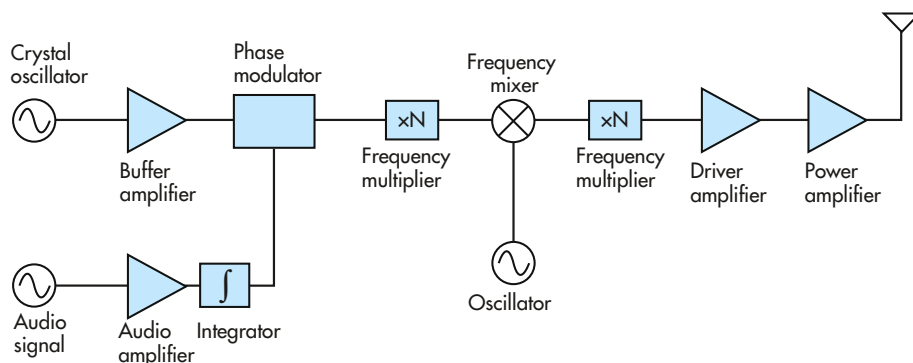 Crystal
oscillator
Phase
modulator
Frequency
mixer
xN
xN
Buffer
amplifier
Frequency
multiplier
Frequency
multiplier
Driver
amplifier
Power
amplifier
∫
Oscillator
Audio
signal
Audio
amplifier
Integrator